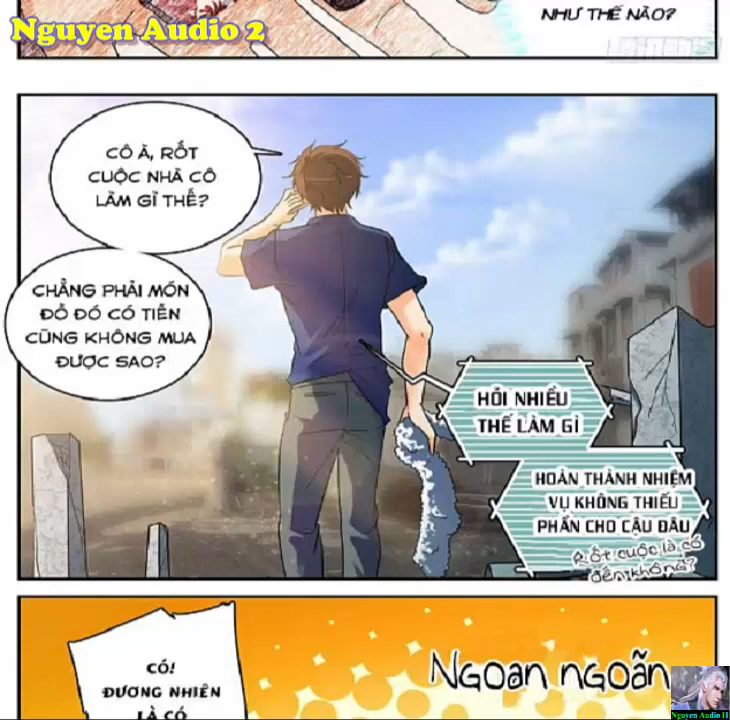 Nguyen Audio 2
NHƯ THẾ NÀO?
CÔ À, RỐT
CUỘC NHÀ CÔ
LÀM GÌ THẾ?
CHẲNG PHẢI MÓN
ĐỒ ĐÓ CÓ TIỀN
CŨNG KHÔNG MUA
ĐƯỢC SAO?
HỎI NHIỀU
THẾ LÀM GÌ
HOÀN THÀNH NHIỆM
VỤ KHÔNG THIẾU
PHẦN CHO CẬU ĐÂU
Rốt cuộc là có
đến không?
CÓ!
ĐƯƠNG NHIÊN
LÀ CÓ
Ngoan ngoãn
Nguyen Audio II